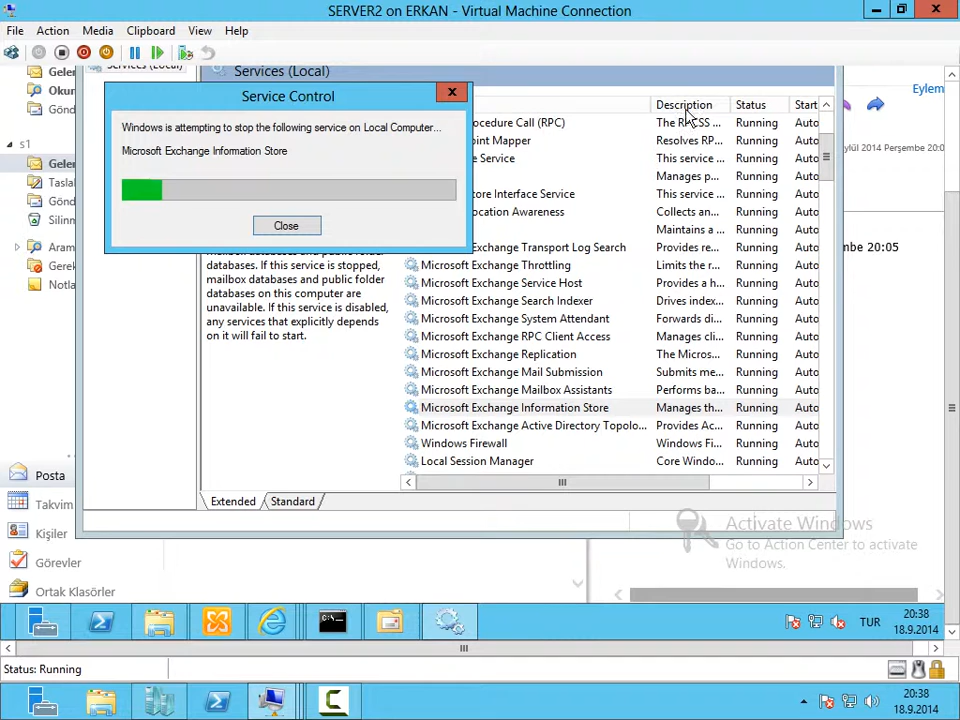 SERVER2 on ERKAN - Virtual Machine Connection
File Action Media Clipboard View Help
Services (Local)
Services (Local)
Service Control
Windows is attempting to stop the following service on Local Computer...
Microsoft Exchange Information Store
Close
Description Status Start
ocedure Call (RPC) The RPCSS ... Running Auto
oint Mapper Resolves RP... Running Auto
e Service This service ... Running Auto
Manages p... Running Auto
ore Interface Service This service ... Running Auto
ocation Awareness Collects an... Running Auto
Maintains a ... Running Auto
Exchange Transport Log Search Provides re... Running Auto
Microsoft Exchange Throttling Limits the r... Running Auto
Microsoft Exchange Service Host Provides a h... Running Auto
Microsoft Exchange Search Indexer Drives index... Running Auto
Microsoft Exchange System Attendant Forwards di... Running Auto
Microsoft Exchange RPC Client Access Manages cli... Running Auto
Microsoft Exchange Replication The Micros... Running Auto
Microsoft Exchange Mail Submission Submits me... Running Auto
Microsoft Exchange Mailbox Assistants Performs ba... Running Auto
Microsoft Exchange Information Store Manages th... Running Auto
Microsoft Exchange Active Directory Topolo... Provides Ac... Running Auto
Windows Firewall Windows Fi... Running Auto
Local Session Manager Core Windo... Running Auto
databases. If this service is stopped,
mailbox databases and public folder
databases on this computer are
unavailable. If this service is disabled,
any services that explicitly depends
on it will fail to start.
Extended Standard
Gelen
Okun
Gönd
s1
Gelen
Taslak
Gönd
Silinm
Aram
Gerek
Notla
Posta
Takvim
Kişiler
Görevler
Ortak Klasörler
Eylem
eylül 2014 Perşembe 20:0
mbe 20:05
Activate Windows
Go to Action Center to activate
Windows.
TUR
20:38
18.9.2014
Status: Running
20:38
18.9.2014